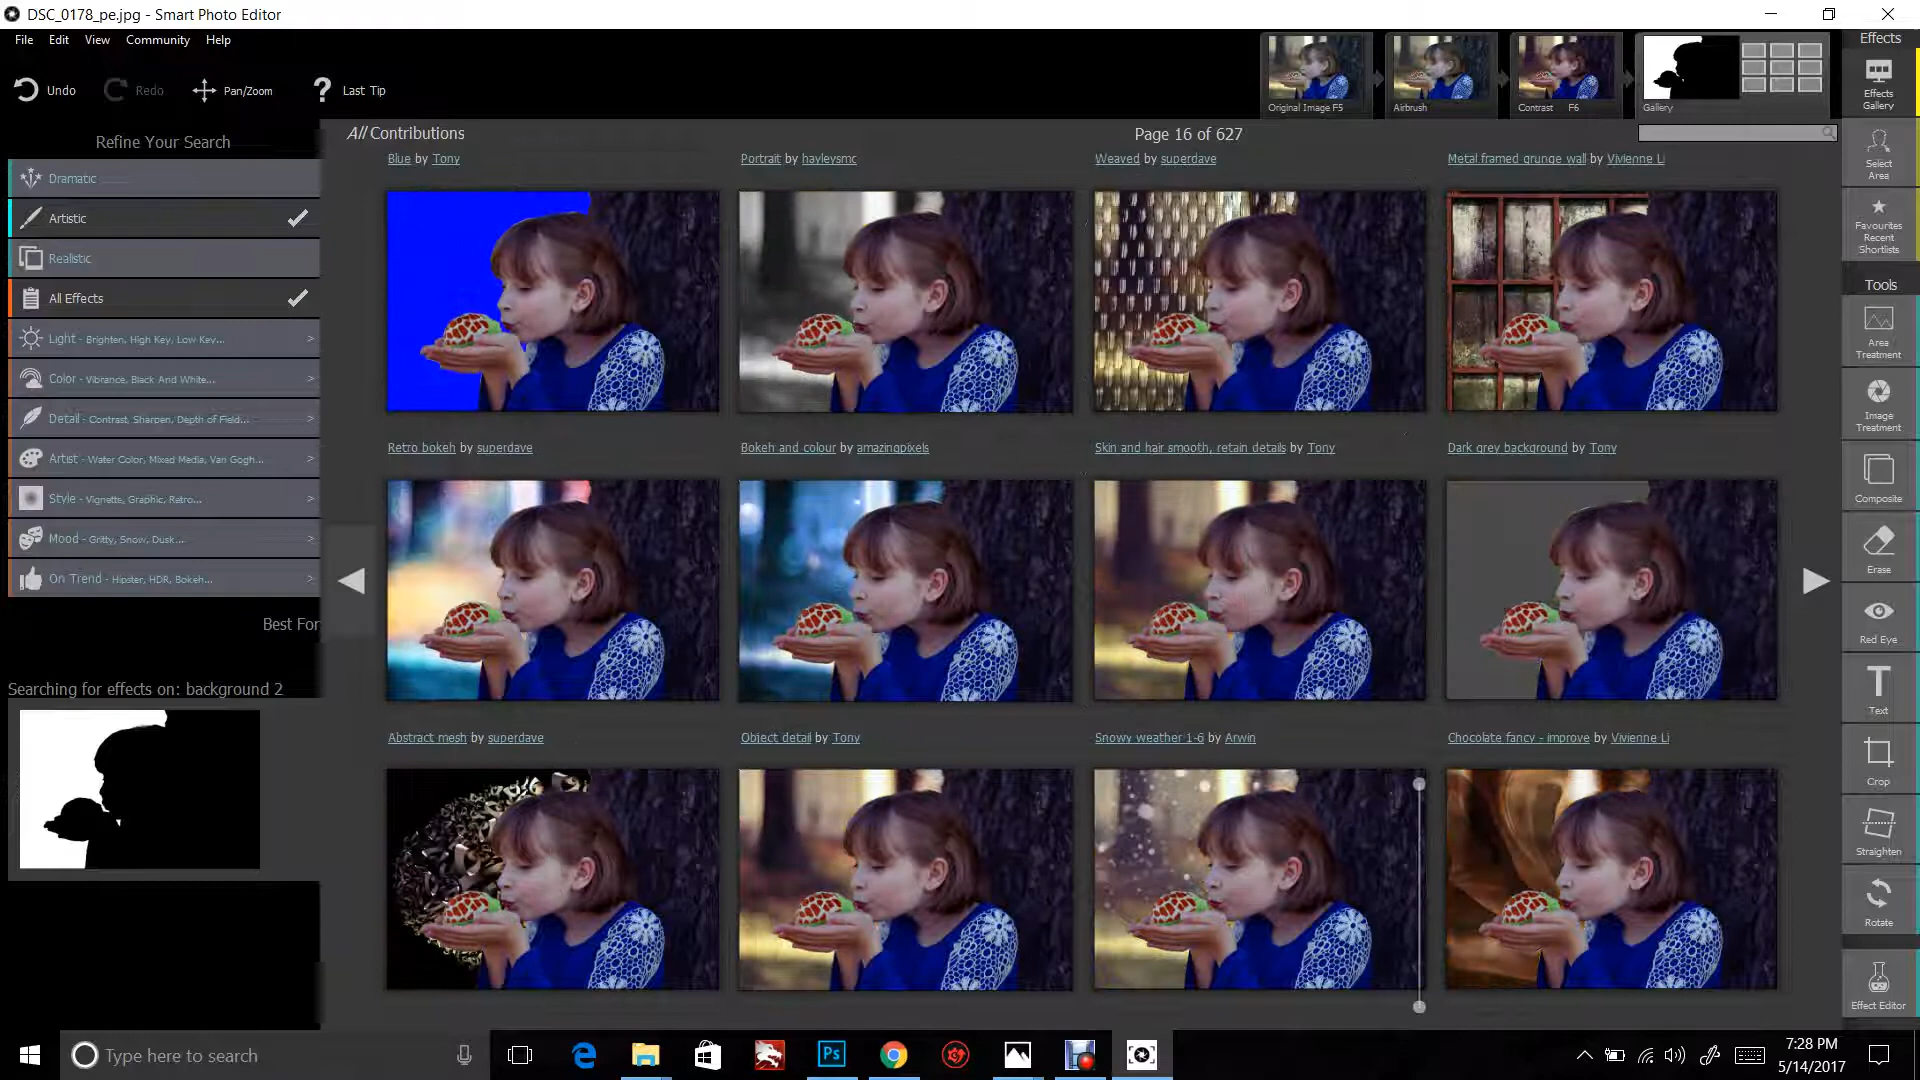 DSC_0178_pe.jpg - Smart Photo Editor
File Edit View Community Help
Undo Redo Pan/Zoom ? Last Tip
Original Image F5 Airbrush Contrast F6 Gallery
Effects
Effects
Gallery
Select
Area
Favourites
Recent
Shortlists
Tools
Area
Treatment
Image
Treatment
Composite
Erase
Red Eye
T
Text
Crop
Straighten
Rotate
Effect Editor
Refine Your Search
Dramatic
Artistic
Realistic
All Effects
Light - Brighten, High Key, Low Key... >
Color - Vibrance, Black And White... >
Detail - Contrast, Sharpen, Depth of Field... >
Artist - Water Color, Mixed Media, Van Gogh... >
Style - Vignette, Graphic, Retro... >
Mood - Gritty, Snow, Dusk... >
On Trend - Hipster, HDR, Bokeh... >
Best For
Searching for effects on: background 2
All Contributions
Page 16 of 627
Blue by Tony
Portrait by hayleysmc
Weaved by superdave
Metal framed grunge wall by Vivienne Li
Retro bokeh by superdave
Bokeh and colour by amazingpixels
Skin and hair smooth, retain details by Tony
Dark grey background by Tony
Abstract mesh by superdave
Object detail by Tony
Snowy weather 1-6 by Arwin
Chocolate fancy - improve by Vivienne Li
Type here to search
Ps
7:28 PM
5/14/2017